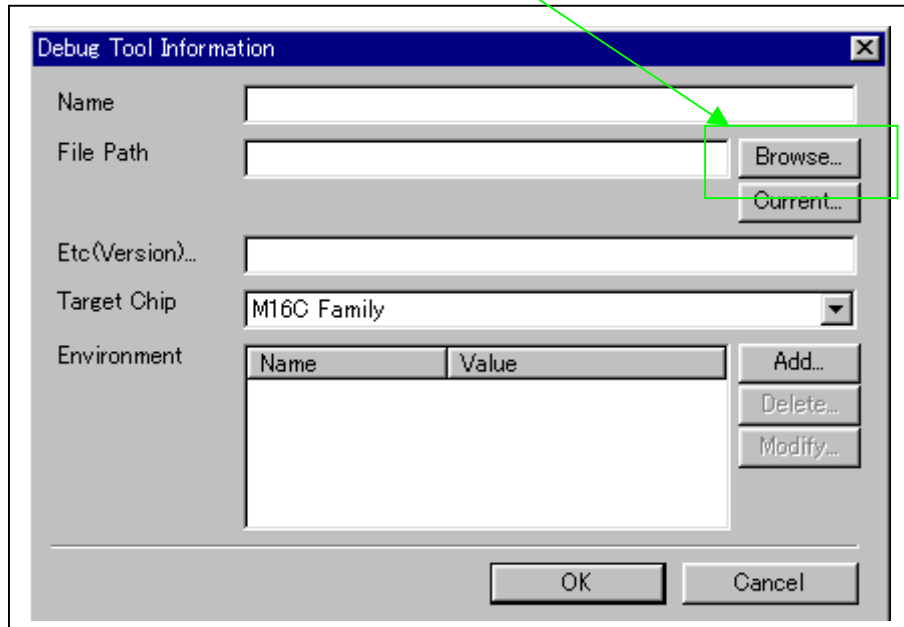 Debug Tool Information
Name
File Path
Browse...
Current...
Etc(Version)...
Target Chip
M16C Family
Environment
Name Value
Add...
Delete...
Modify...
OK Cancel